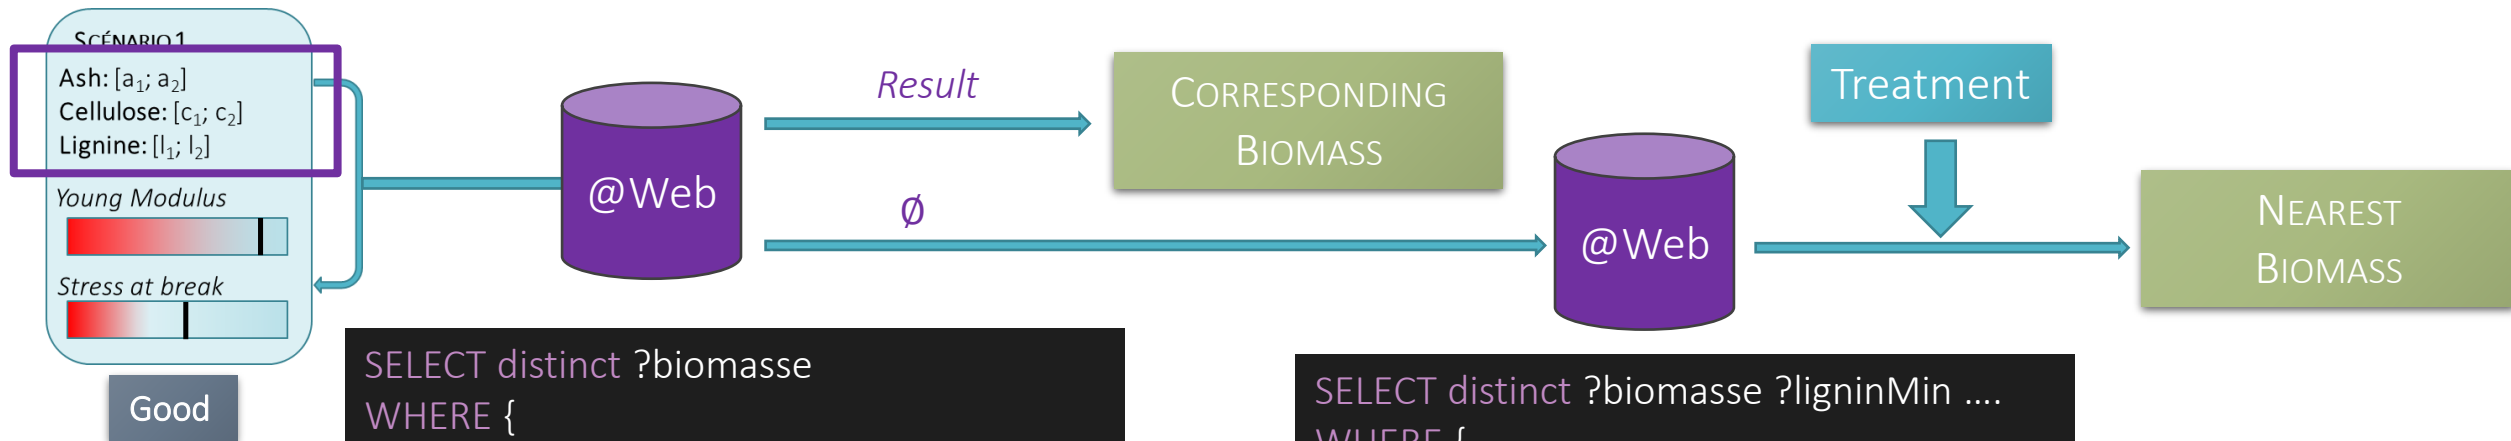 SCÉNARIO 1
Ash: [a₁; a₂]
Cellulose: [c₁; c₂]
Lignine: [l₁; l₂]
Young Modulus
Stress at break
Good
@Web
Result
CORRESPONDING
BIOMASS
∅
@Web
Treatment
NEAREST
BIOMASS
SELECT distinct ?biomasse
WHERE {
SELECT distinct ?biomasse ?ligninMin ....
WHERE {